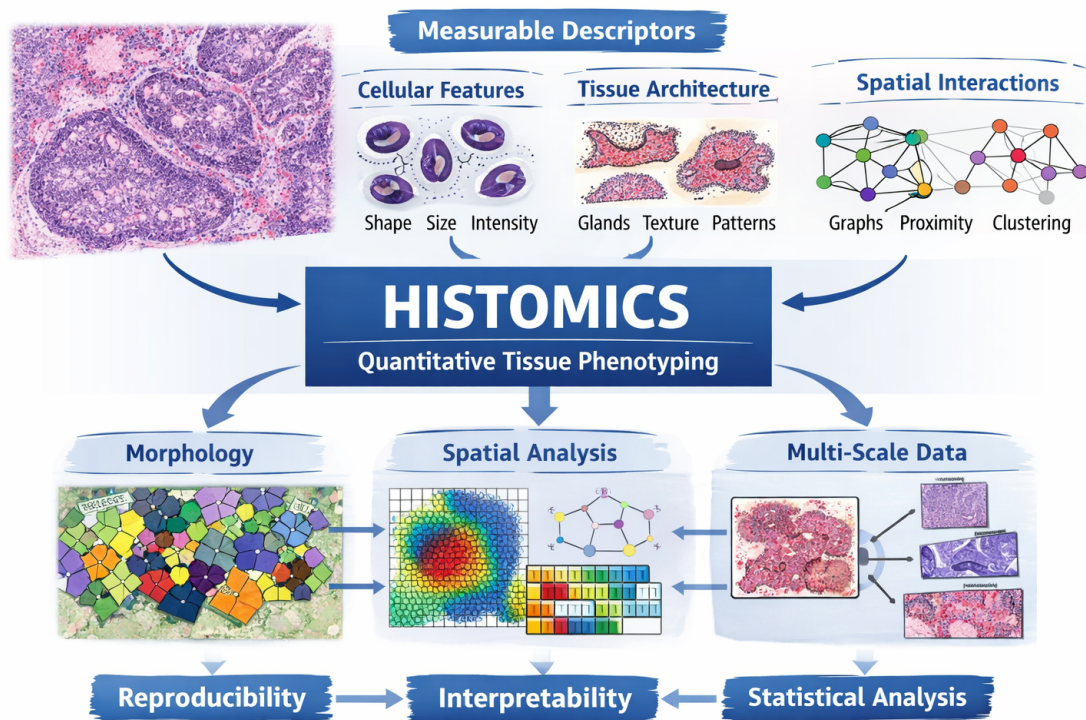 Measurable Descriptors
Cellular Features
Tissue Architecture
Spatial Interactions
Shape Size Intensity
Glands Texture Patterns
Graphs Proximity Clustering
HISTOMICS
Quantitative Tissue Phenotyping
Morphology
Spatial Analysis
Multi-Scale Data
Reproducibility
Interpretability
Statistical Analysis